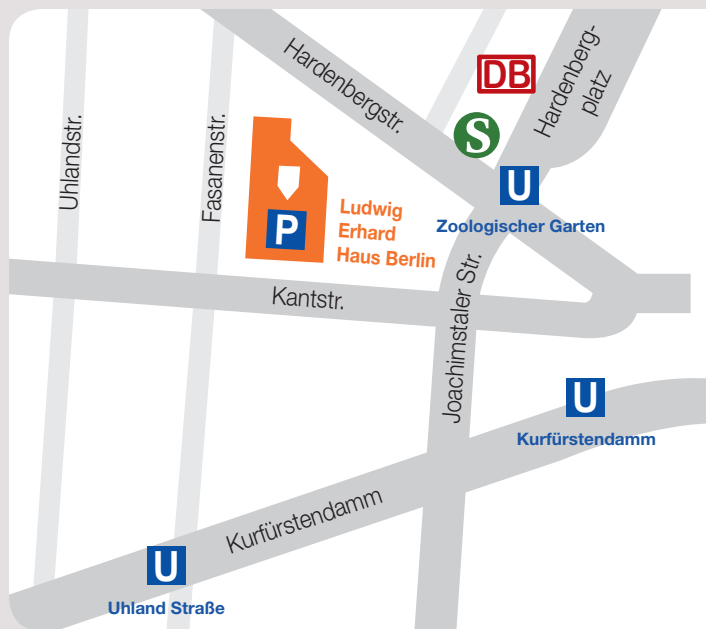 Hardenbergstr.
DB
Hardenberg-
platz
S
Uhlandstr.
Fasanenstr.
U
Zoologischer Garten
P
Ludwig
Erhard
Haus Berlin
Kantstr.
Joachimstaler Str.
U
Kurfürstendamm
Kurfürstendamm
U
Uhland Straße